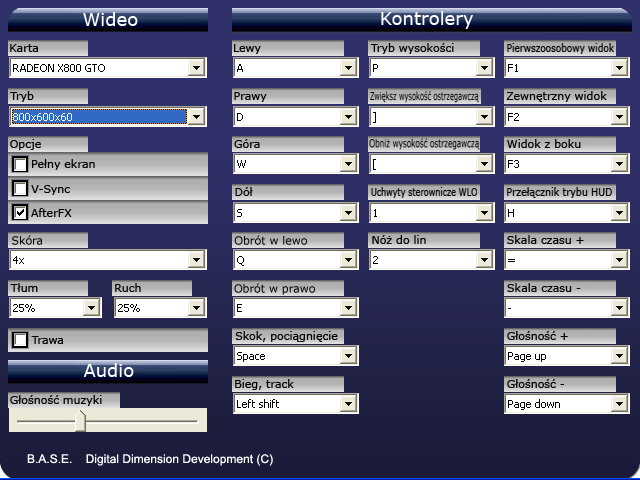 Wideo
Karta
RADEON X800 GTO
Tryb
800x600x60
Opcje
Pełny ekran
V-Sync
AfterFX
Skóra
4x
Tłum Ruch
25% 25%
Trawa
Audio
Głośność muzyki
Kontrolery
Lewy Tryb wysokości Pierwszoosobowy widok
A P F1
Prawy Zwiększ wysokość ostrzegawczą Zewnętrzny widok
D ] F2
Góra Obniż wysokość ostrzegawczą Widok z boku
W [ F3
Dół Uchwyty sterownicze WLO Przełącznik trybu HUD
S 1 H
Obrót w lewo Nóż do lin Skala czasu +
Q 2 =
Obrót w prawo Skala czasu -
E -
Skok, pociągnięcie Głośność +
Space Page up
Bieg, track Głośność -
Left shift Page down
B.A.S.E. Digital Dimension Development (C)